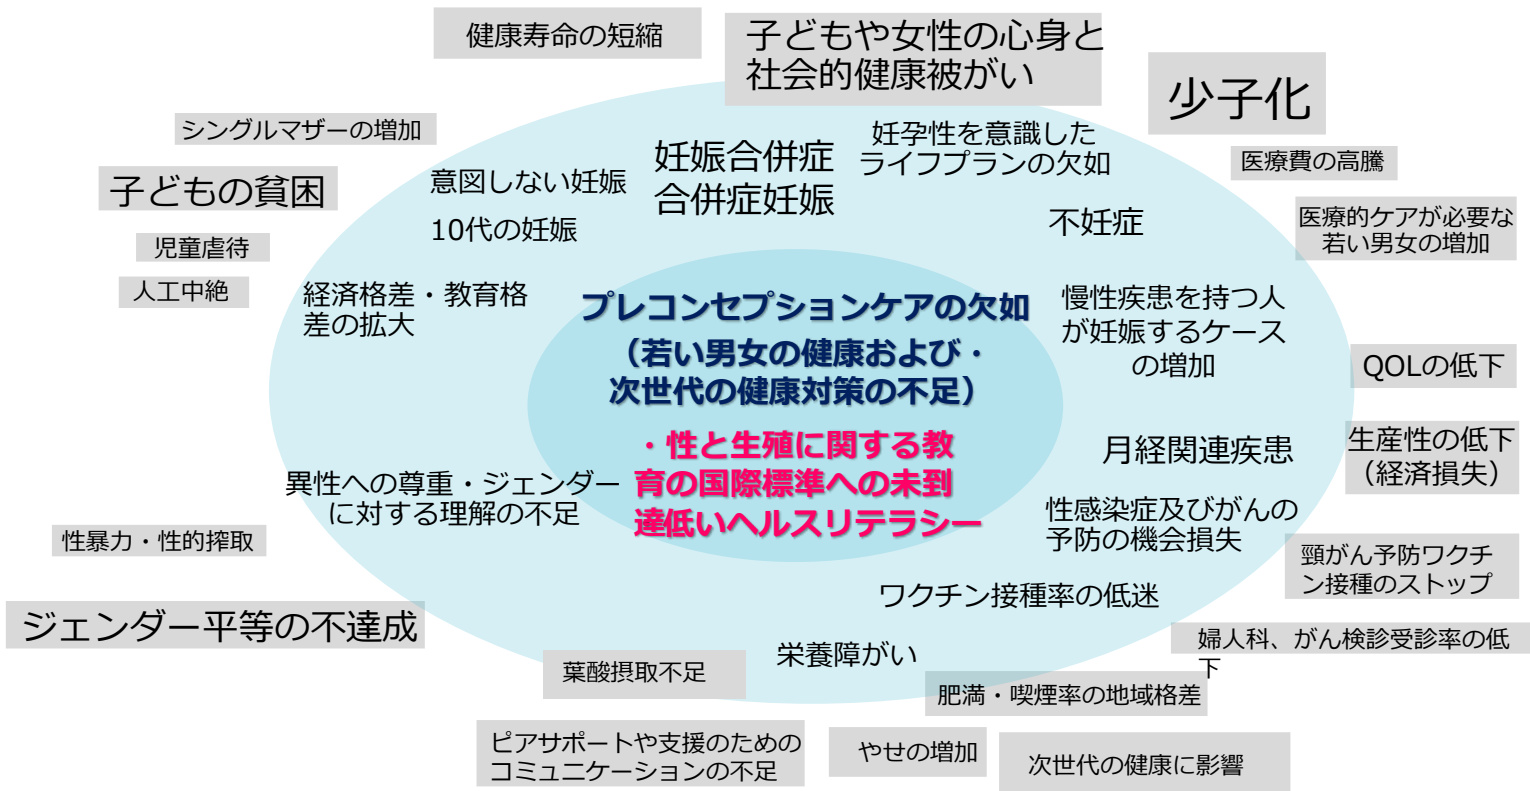 健康寿命の短縮
子どもや女性の心身と
社会的健康被がい
少子化
シングルマザーの増加
妊孕性を意識した
ライフプランの欠如
妊娠合併症
合併症妊娠
医療費の高騰
子どもの貧困
意図しない妊娠
10代の妊娠
不妊症
医療的ケアが必要な
若い男女の増加
児童虐待
人工中絶
経済格差・教育格
差の拡大
プレコンセプションケアの欠如
（若い男女の健康および・
次世代の健康対策の不足）
慢性疾患を持つ人
が妊娠するケース
の増加
QOLの低下
・性と生殖に関する教
育の国際標準への未到
達低いヘルスリテラシー
月経関連疾患
生産性の低下
（経済損失）
異性への尊重・ジェンダー
に対する理解の不足
性感染症及びがんの
予防の機会損失
性暴力・性的搾取
頸がん予防ワクチ
ン接種のストップ
ワクチン接種率の低迷
ジェンダー平等の不達成
婦人科、がん検診受診率の低
下
栄養障がい
葉酸摂取不足
肥満・喫煙率の地域格差
ピアサポートや支援のための
コミュニケーションの不足
やせの増加
次世代の健康に影響